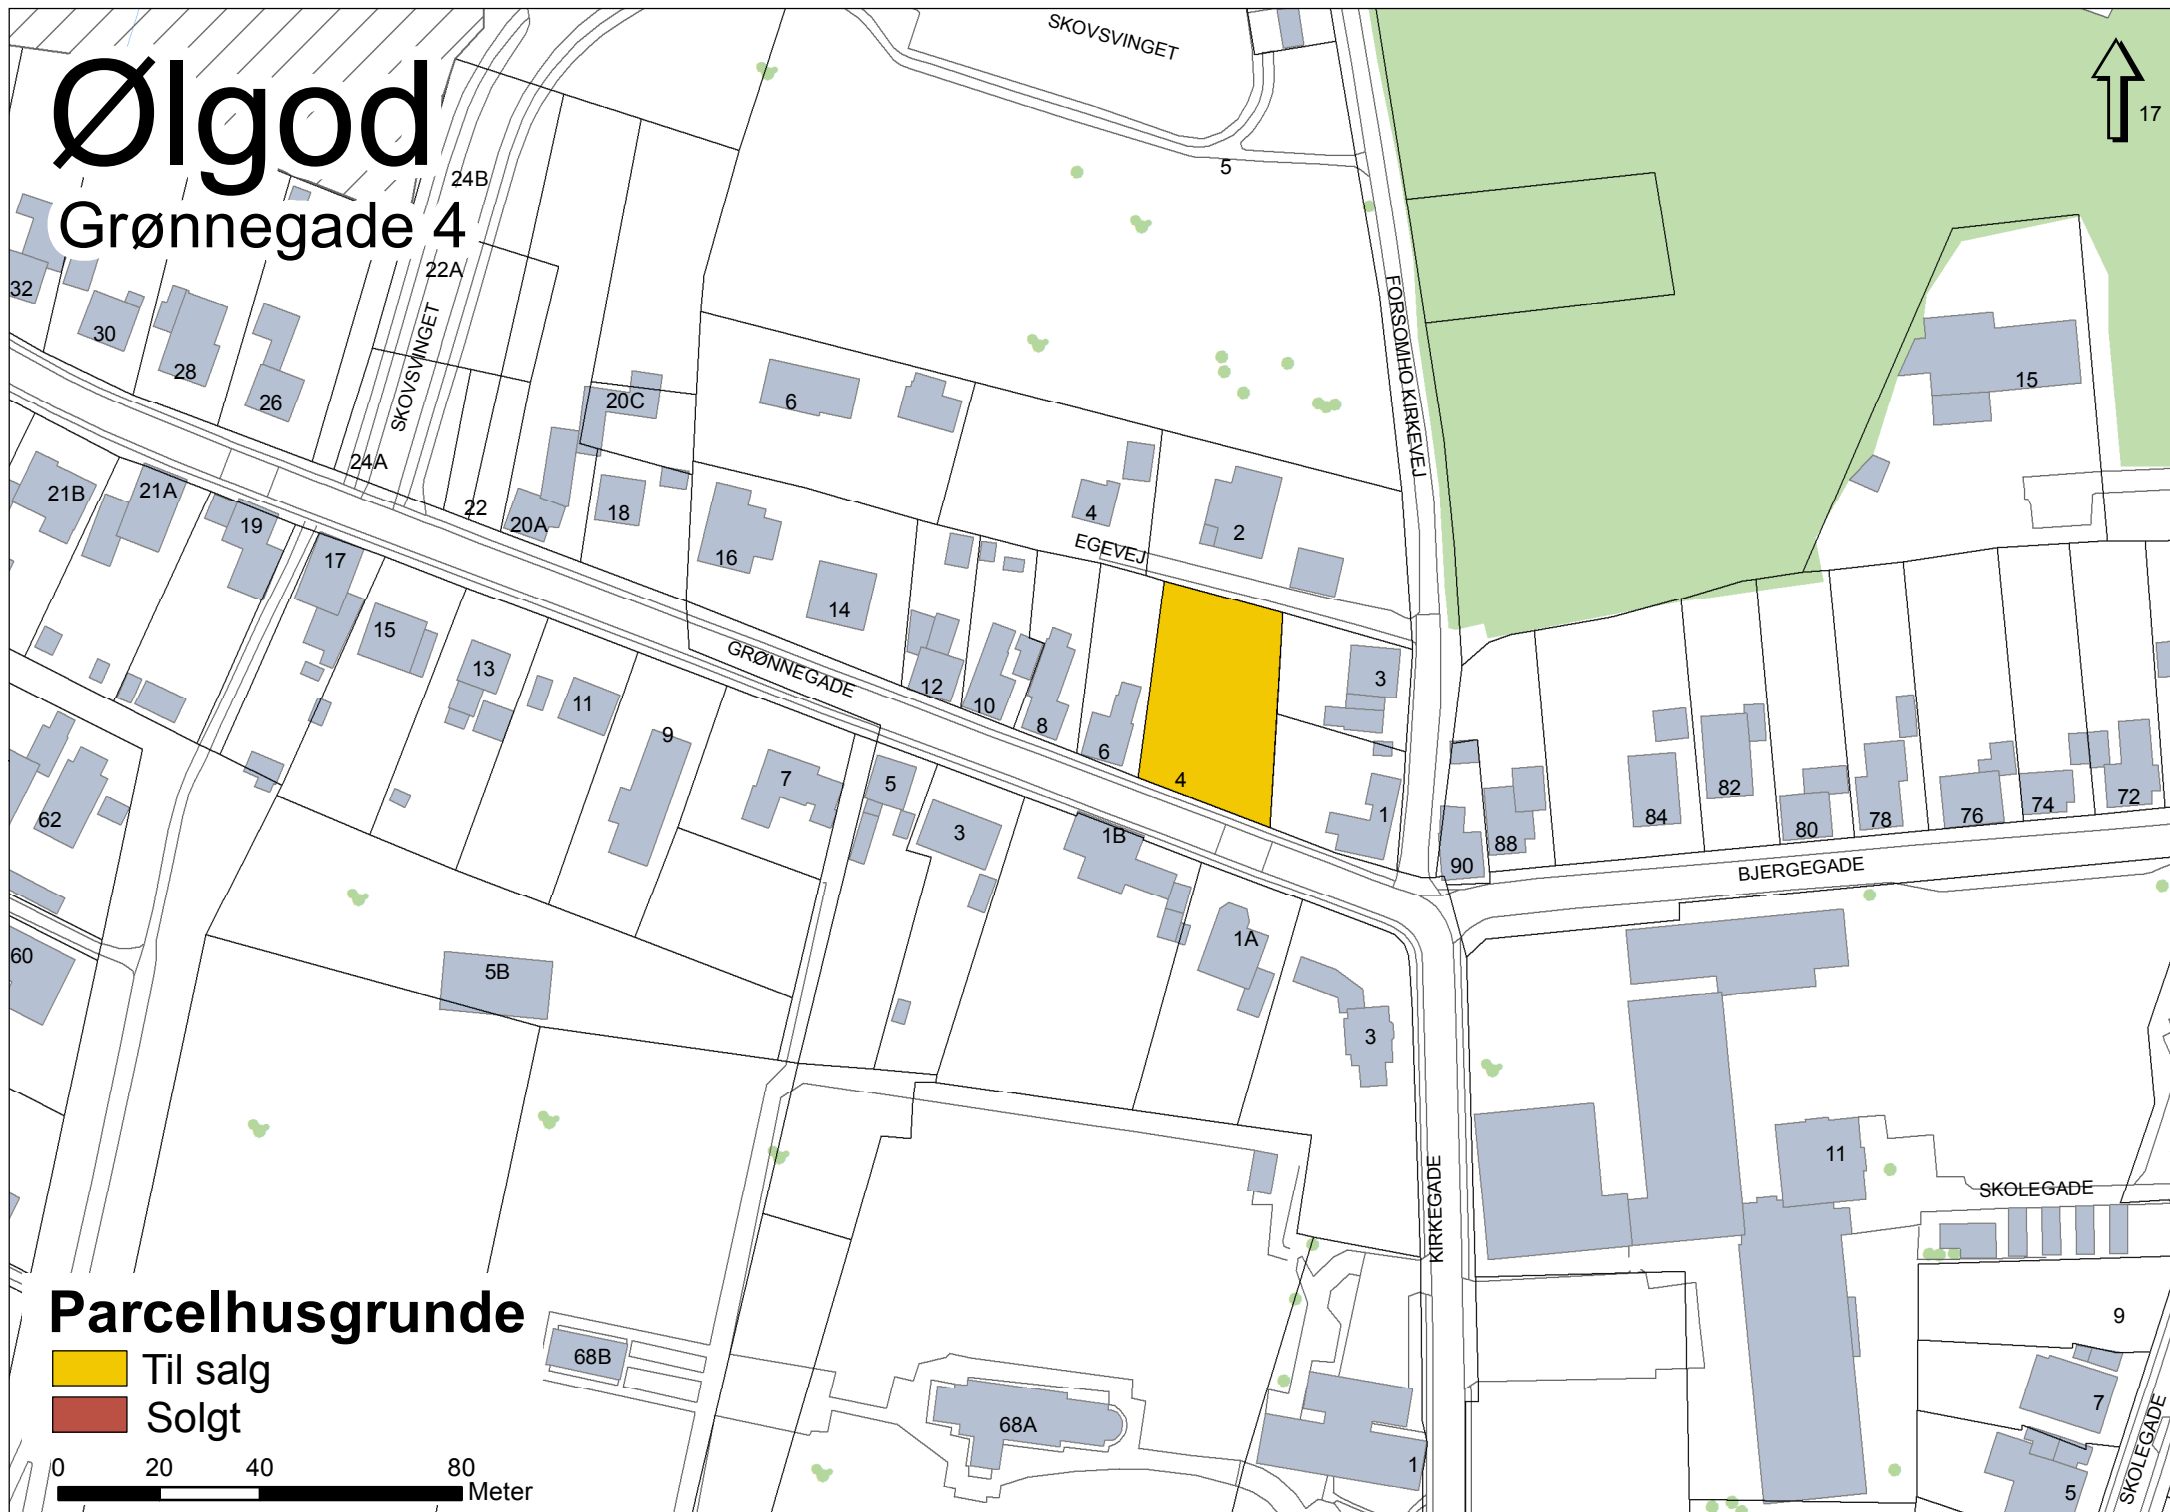 SKOVSVINGET
Ølgod
Grønnegade 4
17
5
24B
22A
32
30
28
26
SKOVSVINGET
FORSOMHO KIRKEVEJ
20C
6
15
24A
21B
21A
19
22
20A
18
4
2
17
16
EGEVEJ
14
15
13
11
GRØNNEGADE
12
10
8
6
4
3
9
7
5
3
1B
1
90
88
84
82
80
78
76
74
72
BJERGEGADE
62
60
5B
1A
3
11
SKOLEGADE
KIRKEGADE
Parcelhusgrunde
Til salg
Solgt
0 20 40 80
Meter
68B
68A
1
9
7
5
SKOLEGADE